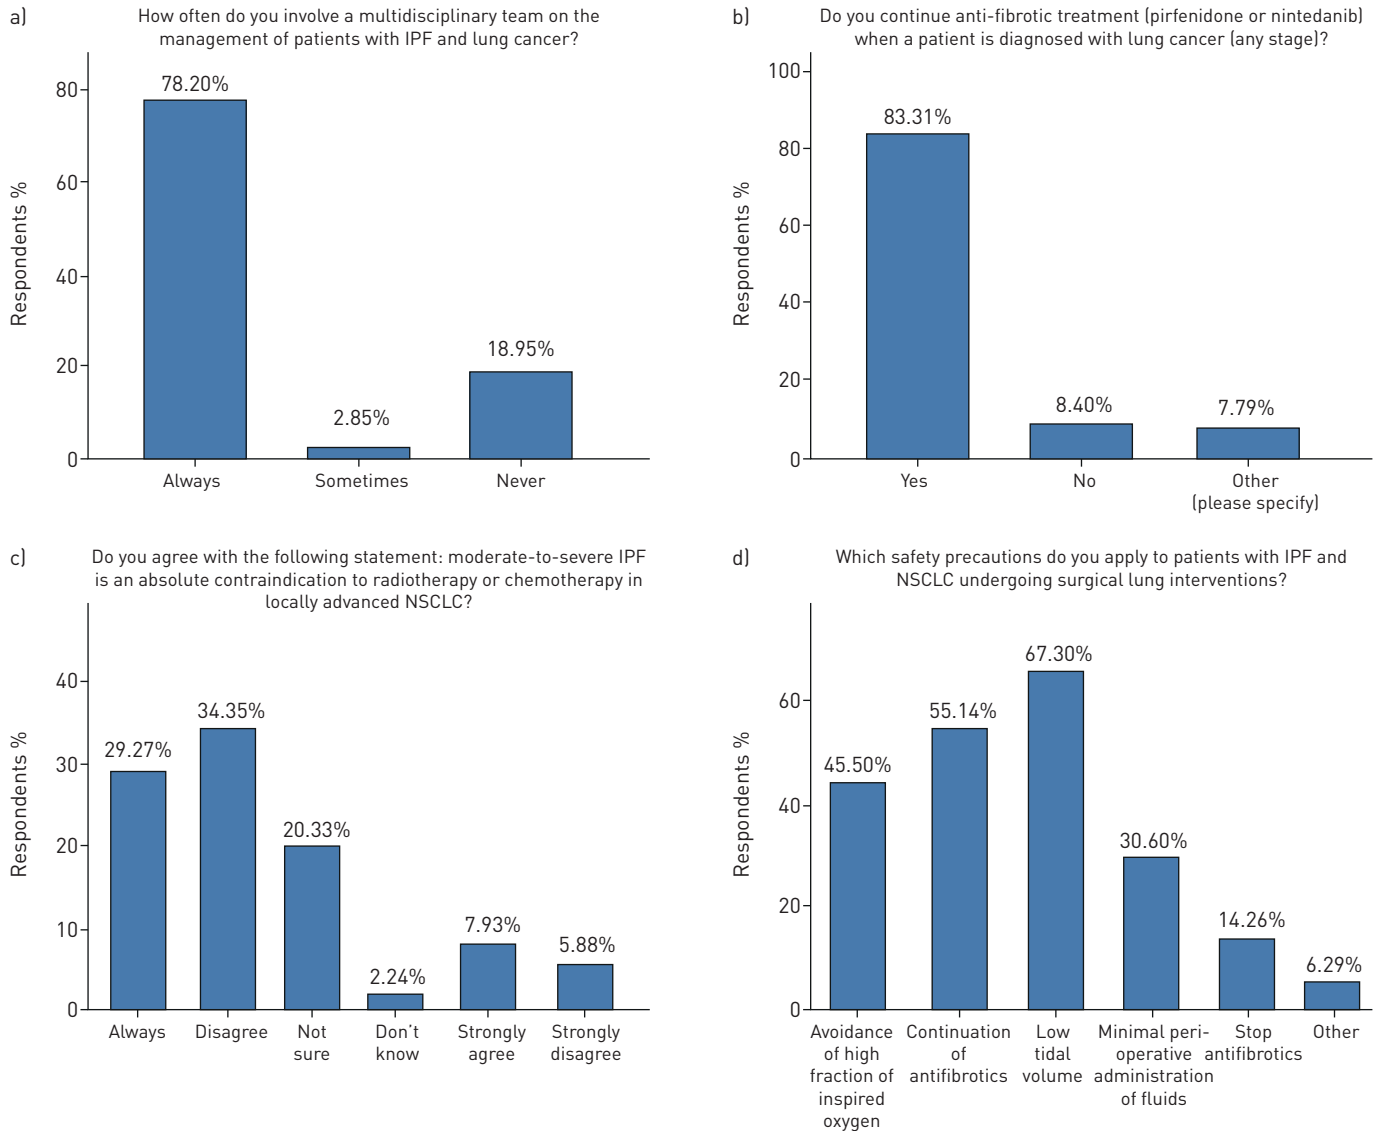 a)
How often do you involve a multidisciplinary team on the
management of patients with IPF and lung cancer?
Respondents %
80
60
40
20
0
78.20%
2.85%
18.95%
Always
Sometimes
Never
b)
Do you continue anti-fibrotic treatment (pirfenidone or nintedanib)
when a patient is diagnosed with lung cancer (any stage)?
Respondents %
100
80
60
40
20
0
83.31%
8.40%
7.79%
Yes
No
Other
(please specify)
c)
Do you agree with the following statement: moderate-to-severe IPF
is an absolute contraindication to radiotherapy or chemotherapy in
locally advanced NSCLC?
Respondents %
40
30
20
10
0
29.27%
34.35%
20.33%
2.24%
7.93%
5.88%
Always
Disagree
Not
sure
Don't
know
Strongly
agree
Strongly
disagree
d)
Which safety precautions do you apply to patients with IPF and
NSCLC undergoing surgical lung interventions?
Respondents %
60
40
20
0
45.50%
55.14%
67.30%
30.60%
14.26%
6.29%
Avoidance
of high
fraction of
inspired
oxygen
Continuation
of
antifibrotics
Low
tidal
volume
Minimal peri-
operative
administration
of fluids
Stop
antifibrotics
Other